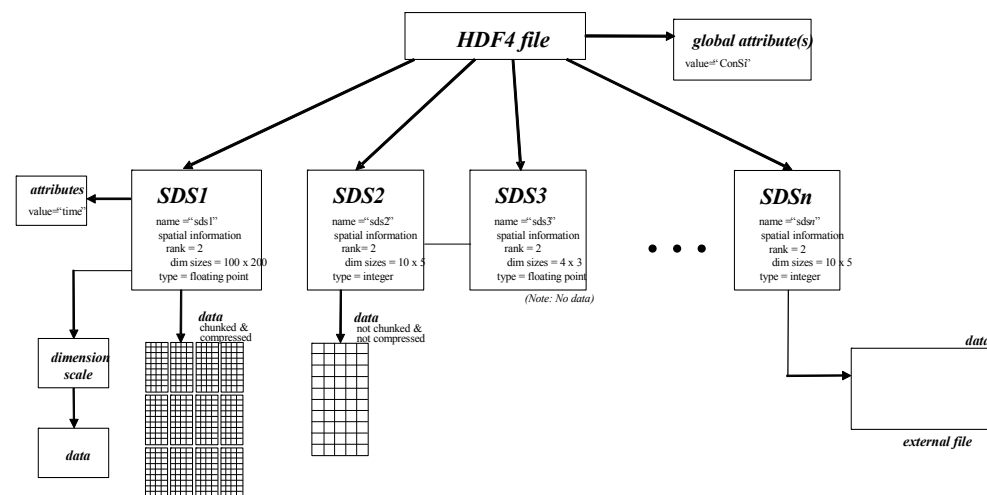 HDF4 file
global attribute(s)
value="ConSf"
attributes
value="time"
SDS1
name ="sds1"
spatial information
rank = 2
dim sizes = 100 x 200
type = floating point
SDS2
name ="sds2"
spatial information
rank= 2
dim sizes = 10 x 5
type = integer
SDS3
name ="sds3"
spatial information
rank = 2
dim sizes = 4 x 3
type = floating point
(Note: No data)
SDSn
name ="sdsn"
spatial information
rank = 2
dim sizes = 10 x 5
type = integer
data
chunked &
compressed
data
not chunked &
not compressed
dimension
scale
data
data
external file